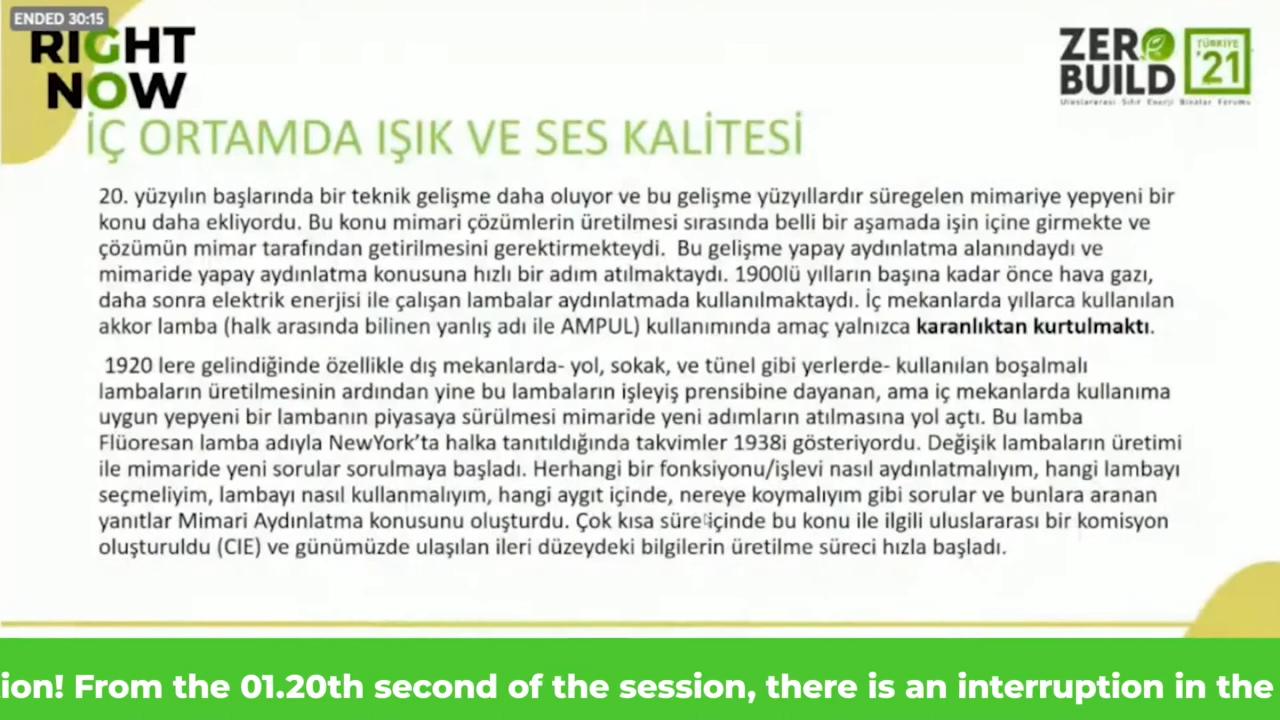 ENDED 30:15
RIGHT
NOW
ZERO
BUILD
TÜRKİYE
'21
Uluslararası Sıfır Enerji Binalar Forumu
İÇ ORTAMDA IŞIK VE SES KALİTESİ
20. yüzyılın başlarında bir teknik gelişme daha oluyor ve bu gelişme yüzyıllardır süregelen mimariye yepyeni bir
konu daha ekliyordu. Bu konu mimari çözümlerin üretilmesi sırasında belli bir aşamada işin içine girmekte ve
çözümün mimar tarafından getirilmesini gerektirmekteydi.  Bu gelişme yapay aydınlatma alanındaydı ve
mimaride yapay aydınlatma konusuna hızlı bir adım atılmaktaydı. 1900lü yılların başına kadar önce hava gazı,
daha sonra elektrik enerjisi ile çalışan lambalar aydınlatmada kullanılmaktaydı. İç mekanlarda yıllarca kullanılan
akkor lamba (halk arasında bilinen yanlış adı ile AMPUL) kullanımında amaç yalnızca karanlıktan kurtulmaktı.
1920 lere gelindiğinde özellikle dış mekanlarda- yol, sokak, ve tünel gibi yerlerde- kullanılan boşalmalı
lambaların üretilmesinin ardından yine bu lambaların işleyiş prensibine dayanan, ama iç mekanlarda kullanıma
uygun yepyeni bir lambanın piyasaya sürülmesi mimaride yeni adımların atılmasına yol açtı. Bu lamba
Flüoresan lamba adıyla NewYork'ta halka tanıtıldığında takvimler 1938i gösteriyordu. Değişik lambaların üretimi
ile mimaride yeni sorular sorulmaya başladı. Herhangi bir fonksiyonu/işlevi nasıl aydınlatmalıyım, hangi lambayı
seçmeliyim, lambayı nasıl kullanmalıyım, hangi aygıt içinde, nereye koymalıyım gibi sorular ve bunlara aranan
yanıtlar Mimari Aydınlatma konusunu oluşturdu. Çok kısa süre içinde bu konu ile ilgili uluslararası bir komisyon
oluşturuldu (CIE) ve günümüzde ulaşılan ileri düzeydeki bilgilerin üretilme süreci hızla başladı.
ion! From the 01.20th second of the session, there is an interruption in the